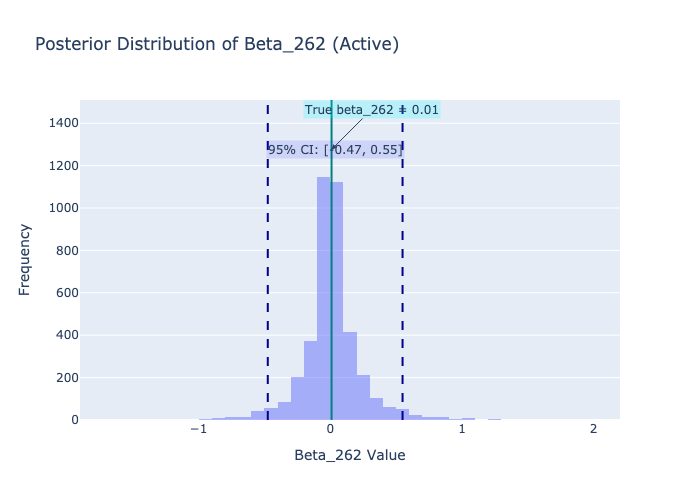 Posterior Distribution of Beta_262 (Active)
True beta_262 = 0.01
95% CI: [-0.47, 0.55]
1400
1200
1000
800
600
400
200
0
Frequency
−1
0
1
2
Beta_262 Value